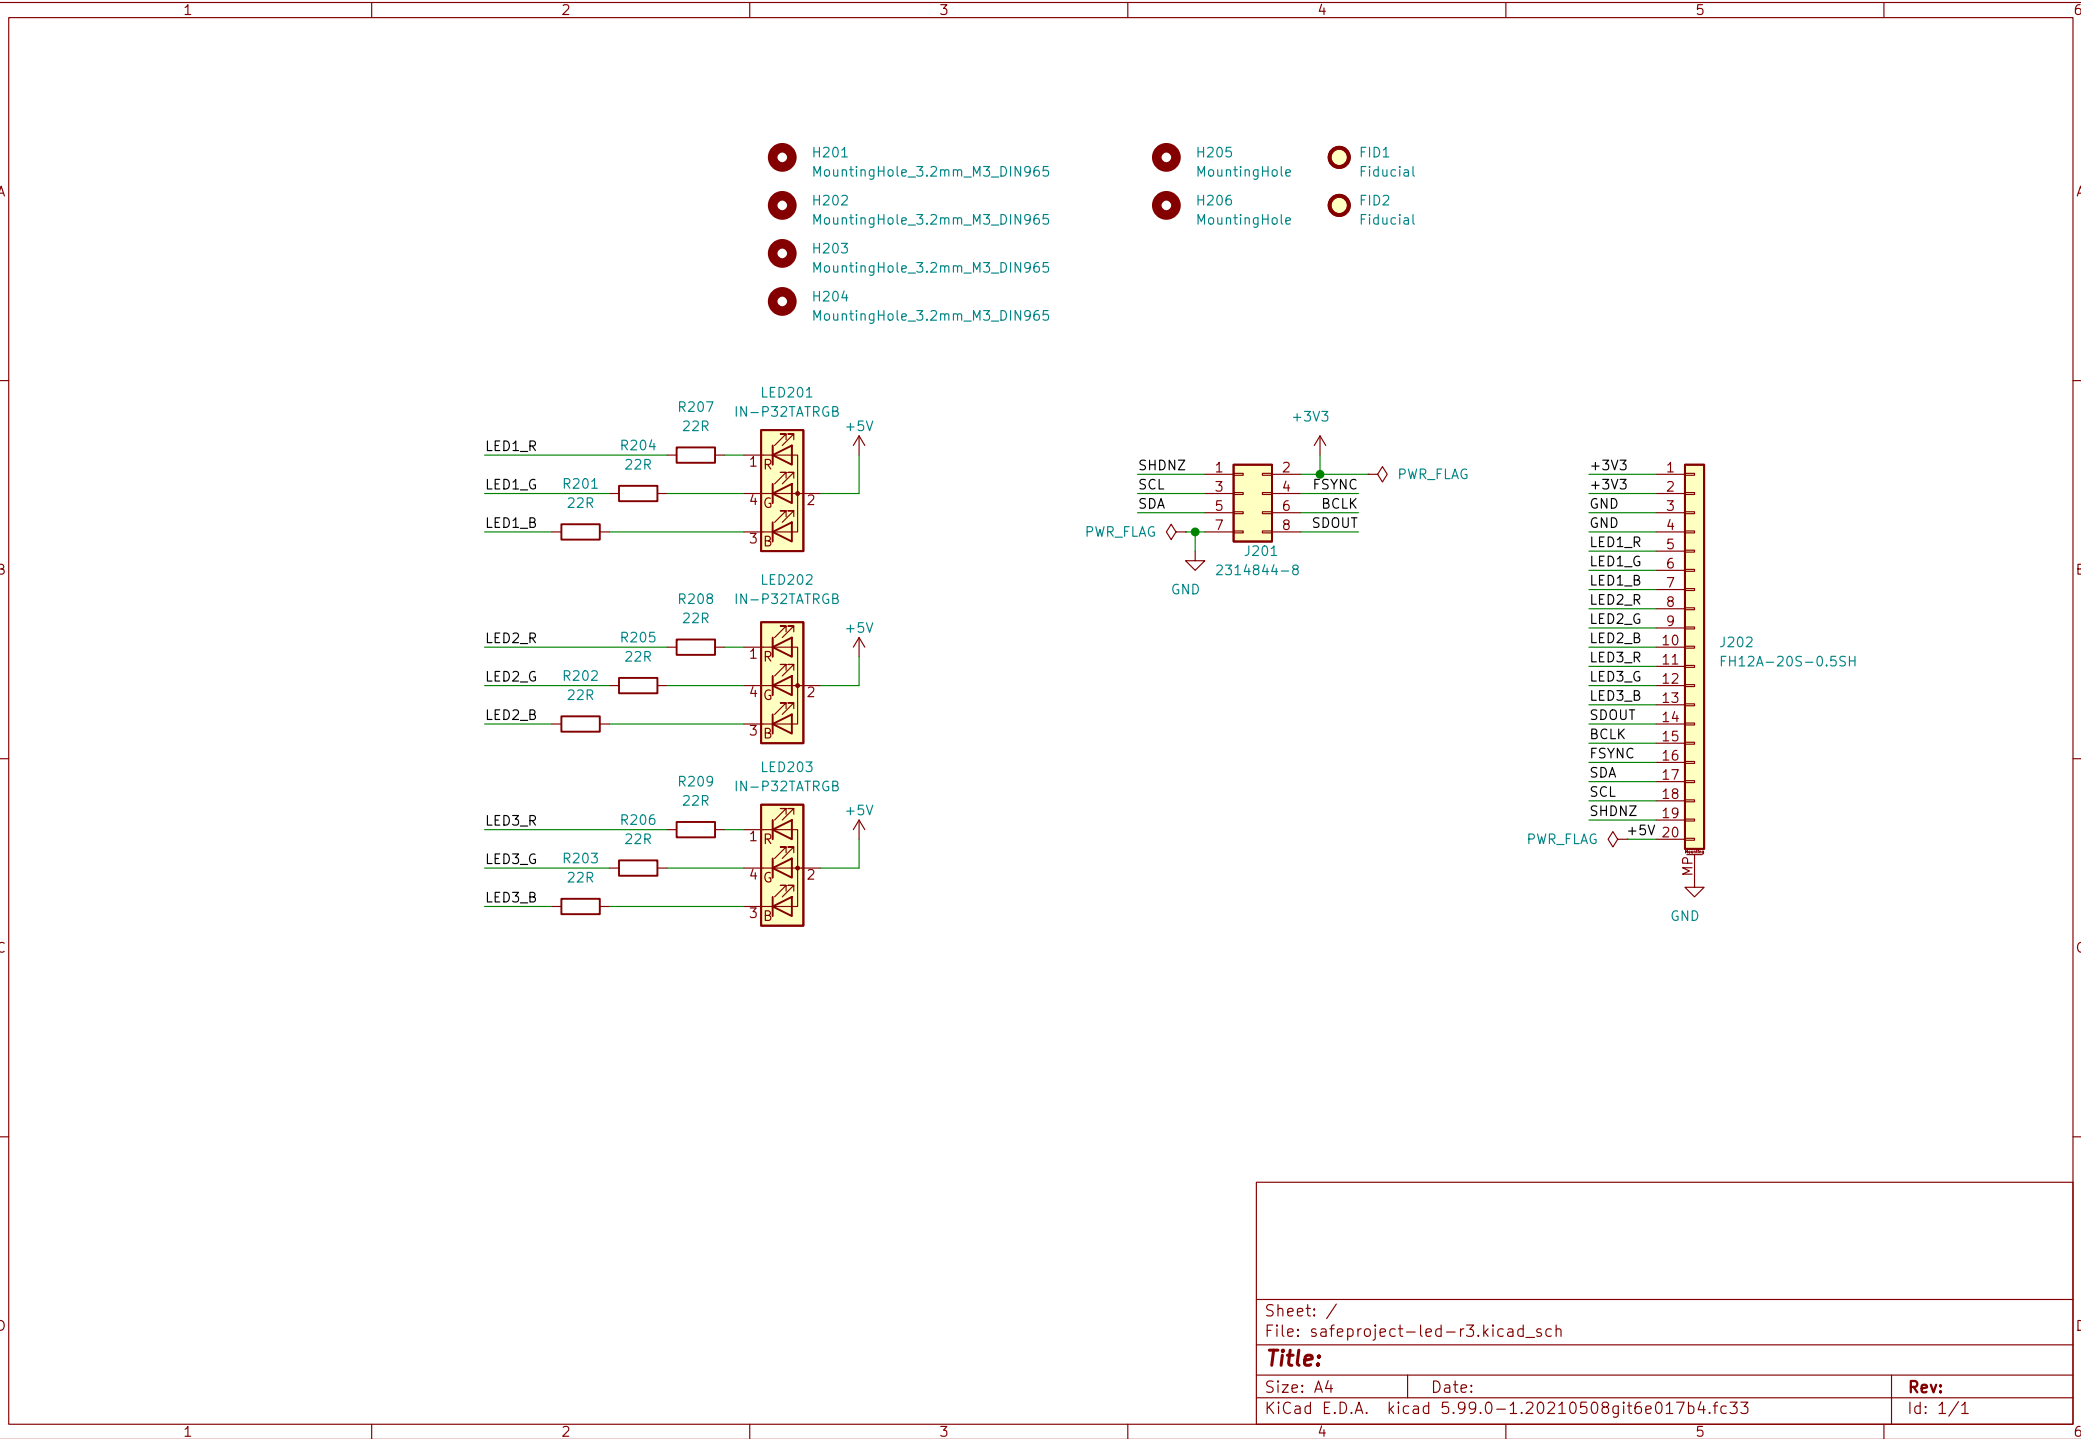 1 2 3 4 5 6
H201
MountingHole_3.2mm_M3_DIN965
H202
MountingHole_3.2mm_M3_DIN965
H203
MountingHole_3.2mm_M3_DIN965
H204
MountingHole_3.2mm_M3_DIN965
H205
MountingHole
H206
MountingHole
FID1
Fiducial
FID2
Fiducial
A A
B B
C C
D D
LED201
IN-P32TATRGB
R207
22R
R204
22R
R201
22R
LED1_R
LED1_G
LED1_B
+5V
1 R
4 G 2
3 B
LED202
IN-P32TATRGB
R208
22R
R205
22R
R202
22R
LED2_R
LED2_G
LED2_B
+5V
1 R
4 G 2
3 B
LED203
IN-P32TATRGB
R209
22R
R206
22R
R203
22R
LED3_R
LED3_G
LED3_B
+5V
1 R
4 G 2
3 B
+3V3
SHDNZ 1 2 PWR_FLAG
SCL 3 4 FSYNC
SDA 5 6 BCLK
PWR_FLAG 7 8 SDOUT
J201
2314844-8
GND
+3V3 1
+3V3 2
GND 3
GND 4
LED1_R 5
LED1_G 6
LED1_B 7
LED2_R 8
LED2_G 9
LED2_B 10
LED3_R 11
LED3_G 12
LED3_B 13
SDOUT 14
BCLK 15
FSYNC 16
SDA 17
SCL 18
SHDNZ 19
PWR_FLAG +5V 20
MP
GND
J202
FH12A-20S-0.5SH
Sheet: /
File: safeproject-led-r3.kicad_sch
Title:
Size: A4 Date: Rev:
KiCad E.D.A. kicad 5.99.0-1.20210508git6e017b4.fc33 Id: 1/1
1 2 3 4 5 6